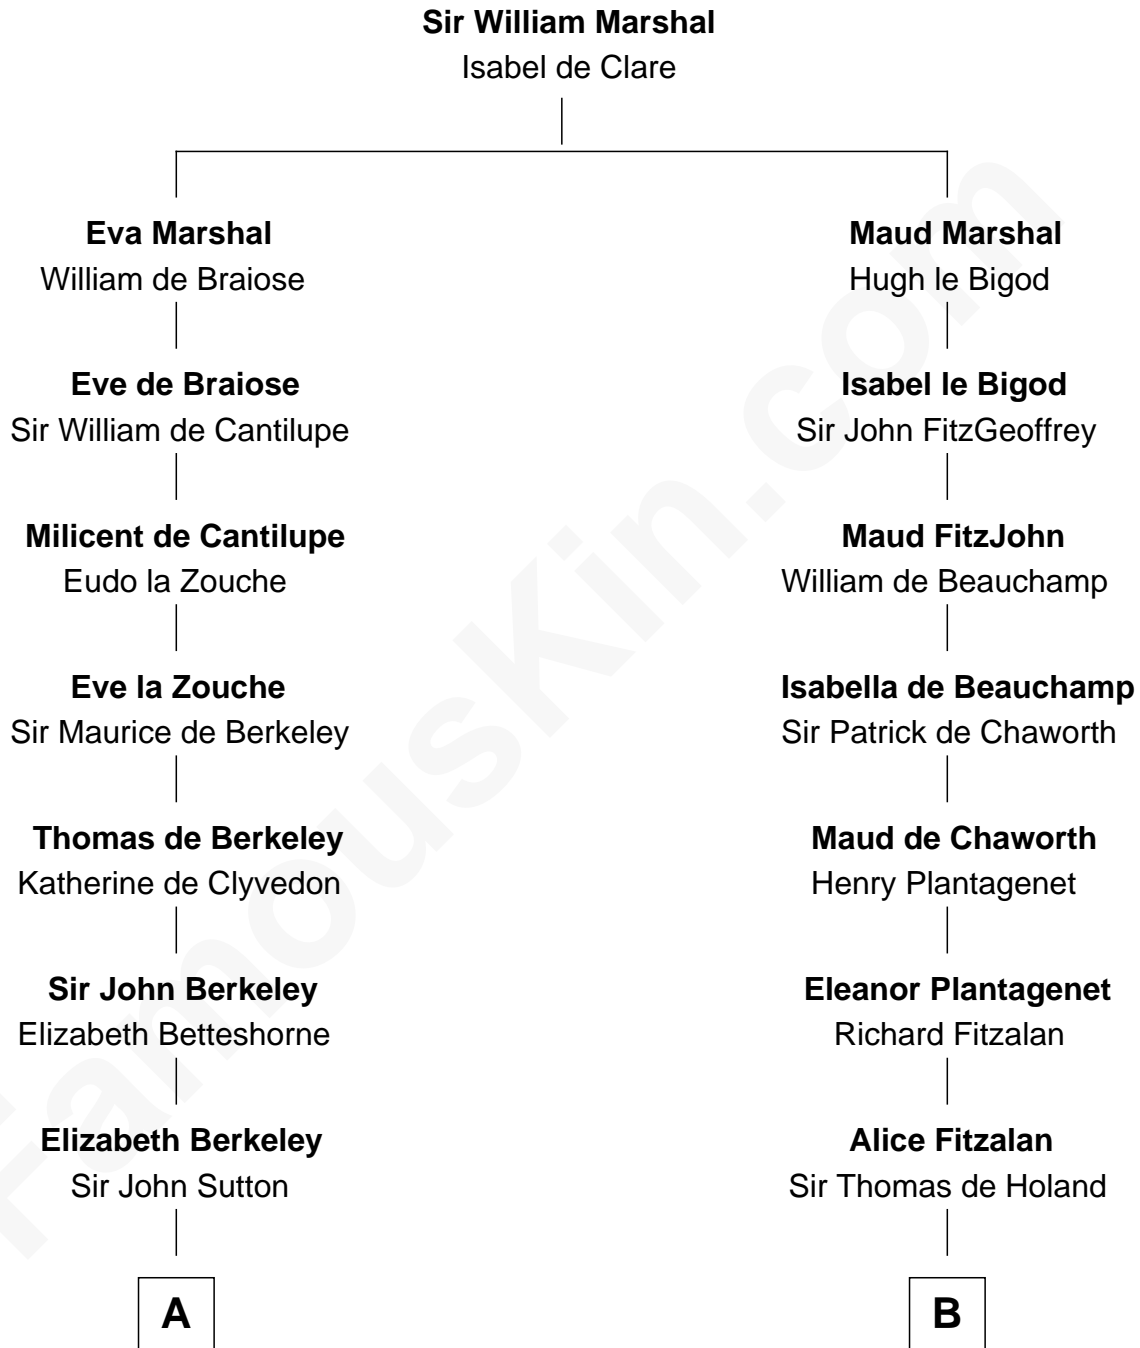 Sir William Marshal
Isabel de Clare
Eva Marshal
William de Braiose
Maud Marshal
Hugh le Bigod
Eve de Braiose
Sir William de Cantilupe
Isabel le Bigod
Sir John FitzGeoffrey
Milicent de Cantilupe
Eudo la Zouche
Maud FitzJohn
William de Beauchamp
Eve la Zouche
Sir Maurice de Berkeley
Isabella de Beauchamp
Sir Patrick de Chaworth
Thomas de Berkeley
Katherine de Clyvedon
Maud de Chaworth
Henry Plantagenet
Sir John Berkeley
Elizabeth Betteshorne
Eleanor Plantagenet
Richard Fitzalan
Elizabeth Berkeley
Sir John Sutton
Alice Fitzalan
Sir Thomas de Holand
A
B
FamousKin.com